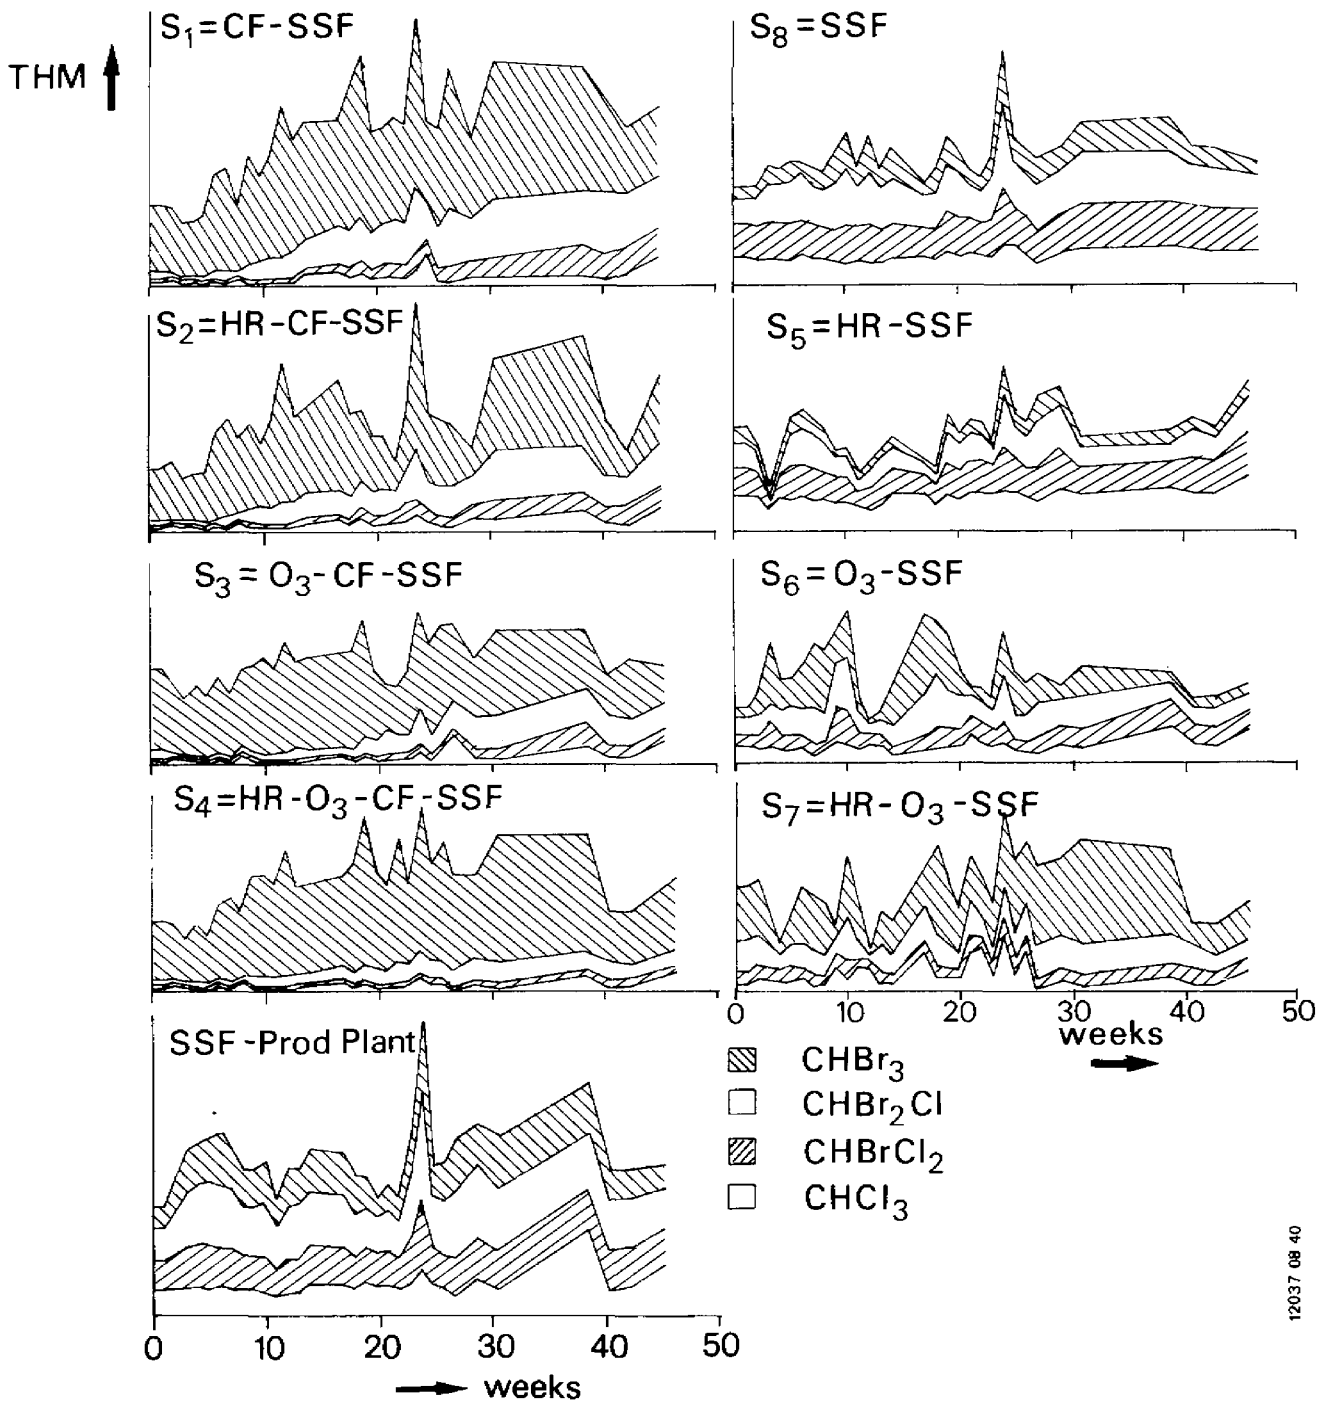 S₁=CF-SSF
THM
S₈=SSF
S₂=HR-CF-SSF
S₅=HR-SSF
S₃=O₃-CF-SSF
S₆=O₃-SSF
S₄=HR-O₃-CF-SSF
S₇=HR-O₃-SSF
0 10 20 30 40 50
weeks
SSF-Prod Plant
CHBr₃
CHBr₂Cl
CHBrCl₂
CHCl₃
0 10 20 30 40 50
weeks
12037 08 40